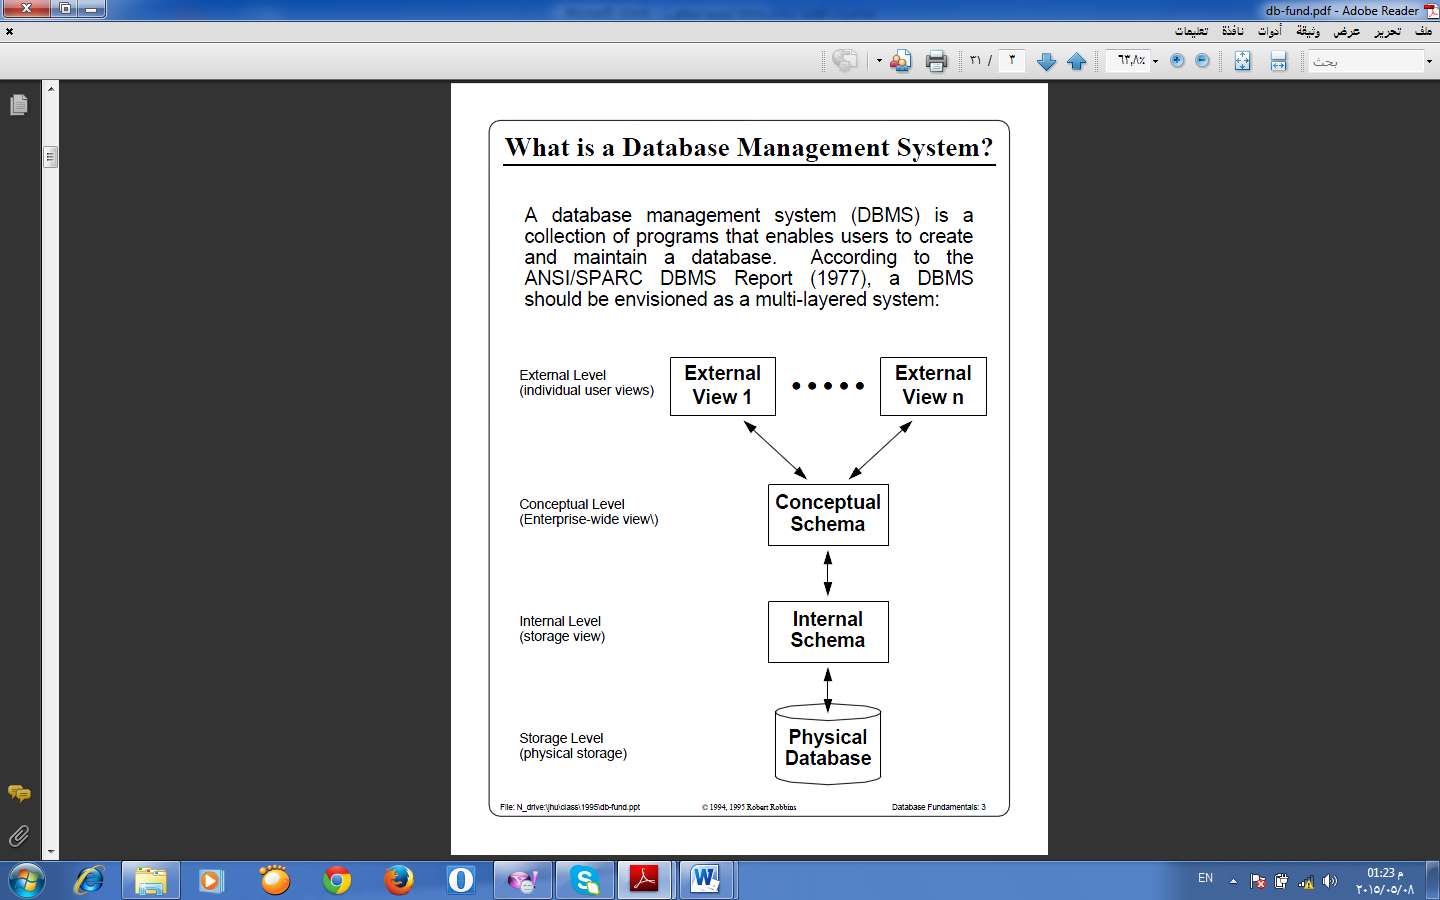 db-fund.pdf - Adobe Reader
ملف تحرير عرض وثيقة أدوات نافذة تعليمات
٣١ / ٣ ٦٣,٨٪ بحث
What is a Database Management System?
A database management system (DBMS) is a
collection of programs that enables users to create
and maintain a database. According to the
ANSI/SPARC DBMS Report (1977), a DBMS
should be envisioned as a multi-layered system:
External Level
(individual user views)
External
View 1
External
View n
Conceptual Level
(Enterprise-wide view\)
Conceptual
Schema
Internal Level
(storage view)
Internal
Schema
Storage Level
(physical storage)
Physical
Database
File: N_drive:\jhu\class\1995\db-fund.ppt
© 1994, 1995 Robert Robbins
Database Fundamentals: 3
EN
01:23 م
٢٠١٥/٠٥/٠٨